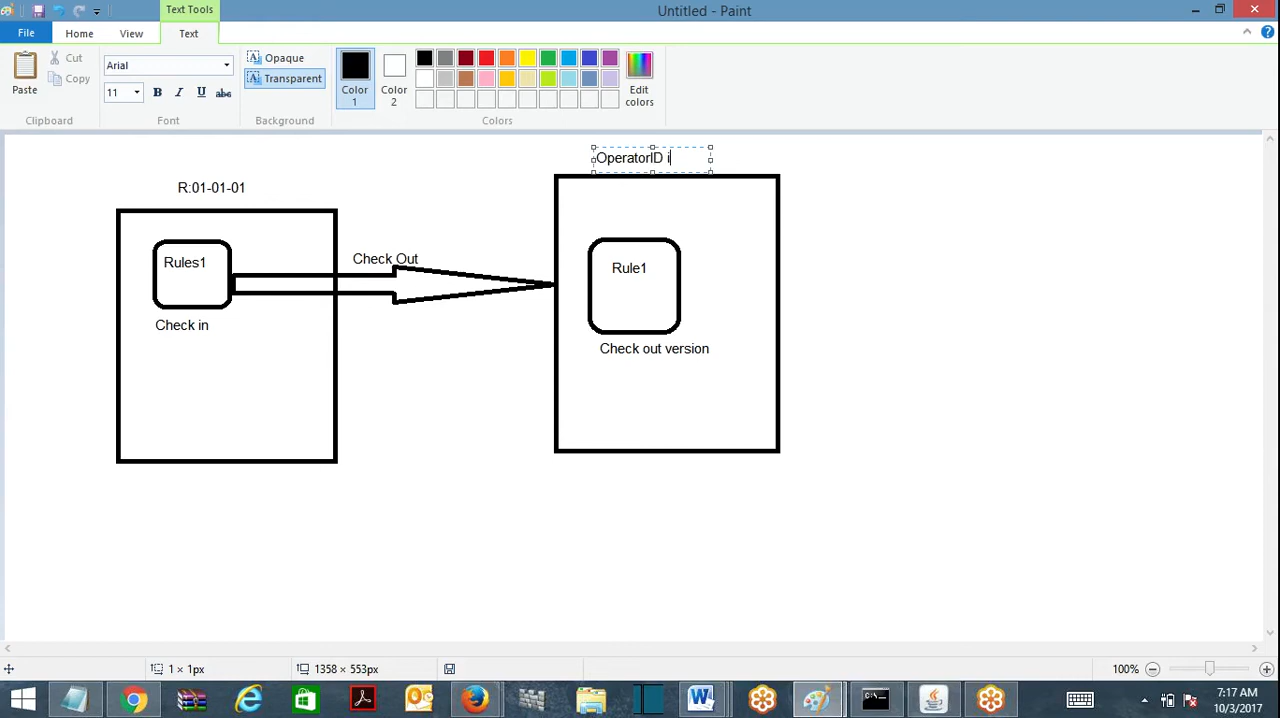 Text Tools
Untitled - Paint
File
Home
View
Text
Paste
Cut
Copy
Clipboard
Arial
11
B I U abc
Font
Opaque
Transparent
Background
Color 1
Color 2
Edit colors
Colors
OperatorID i
R:01-01-01
Rules1
Check Out
Rule1
Check in
Check out version
1 × 1px
1358 × 553px
100%
7:17 AM
10/3/2017